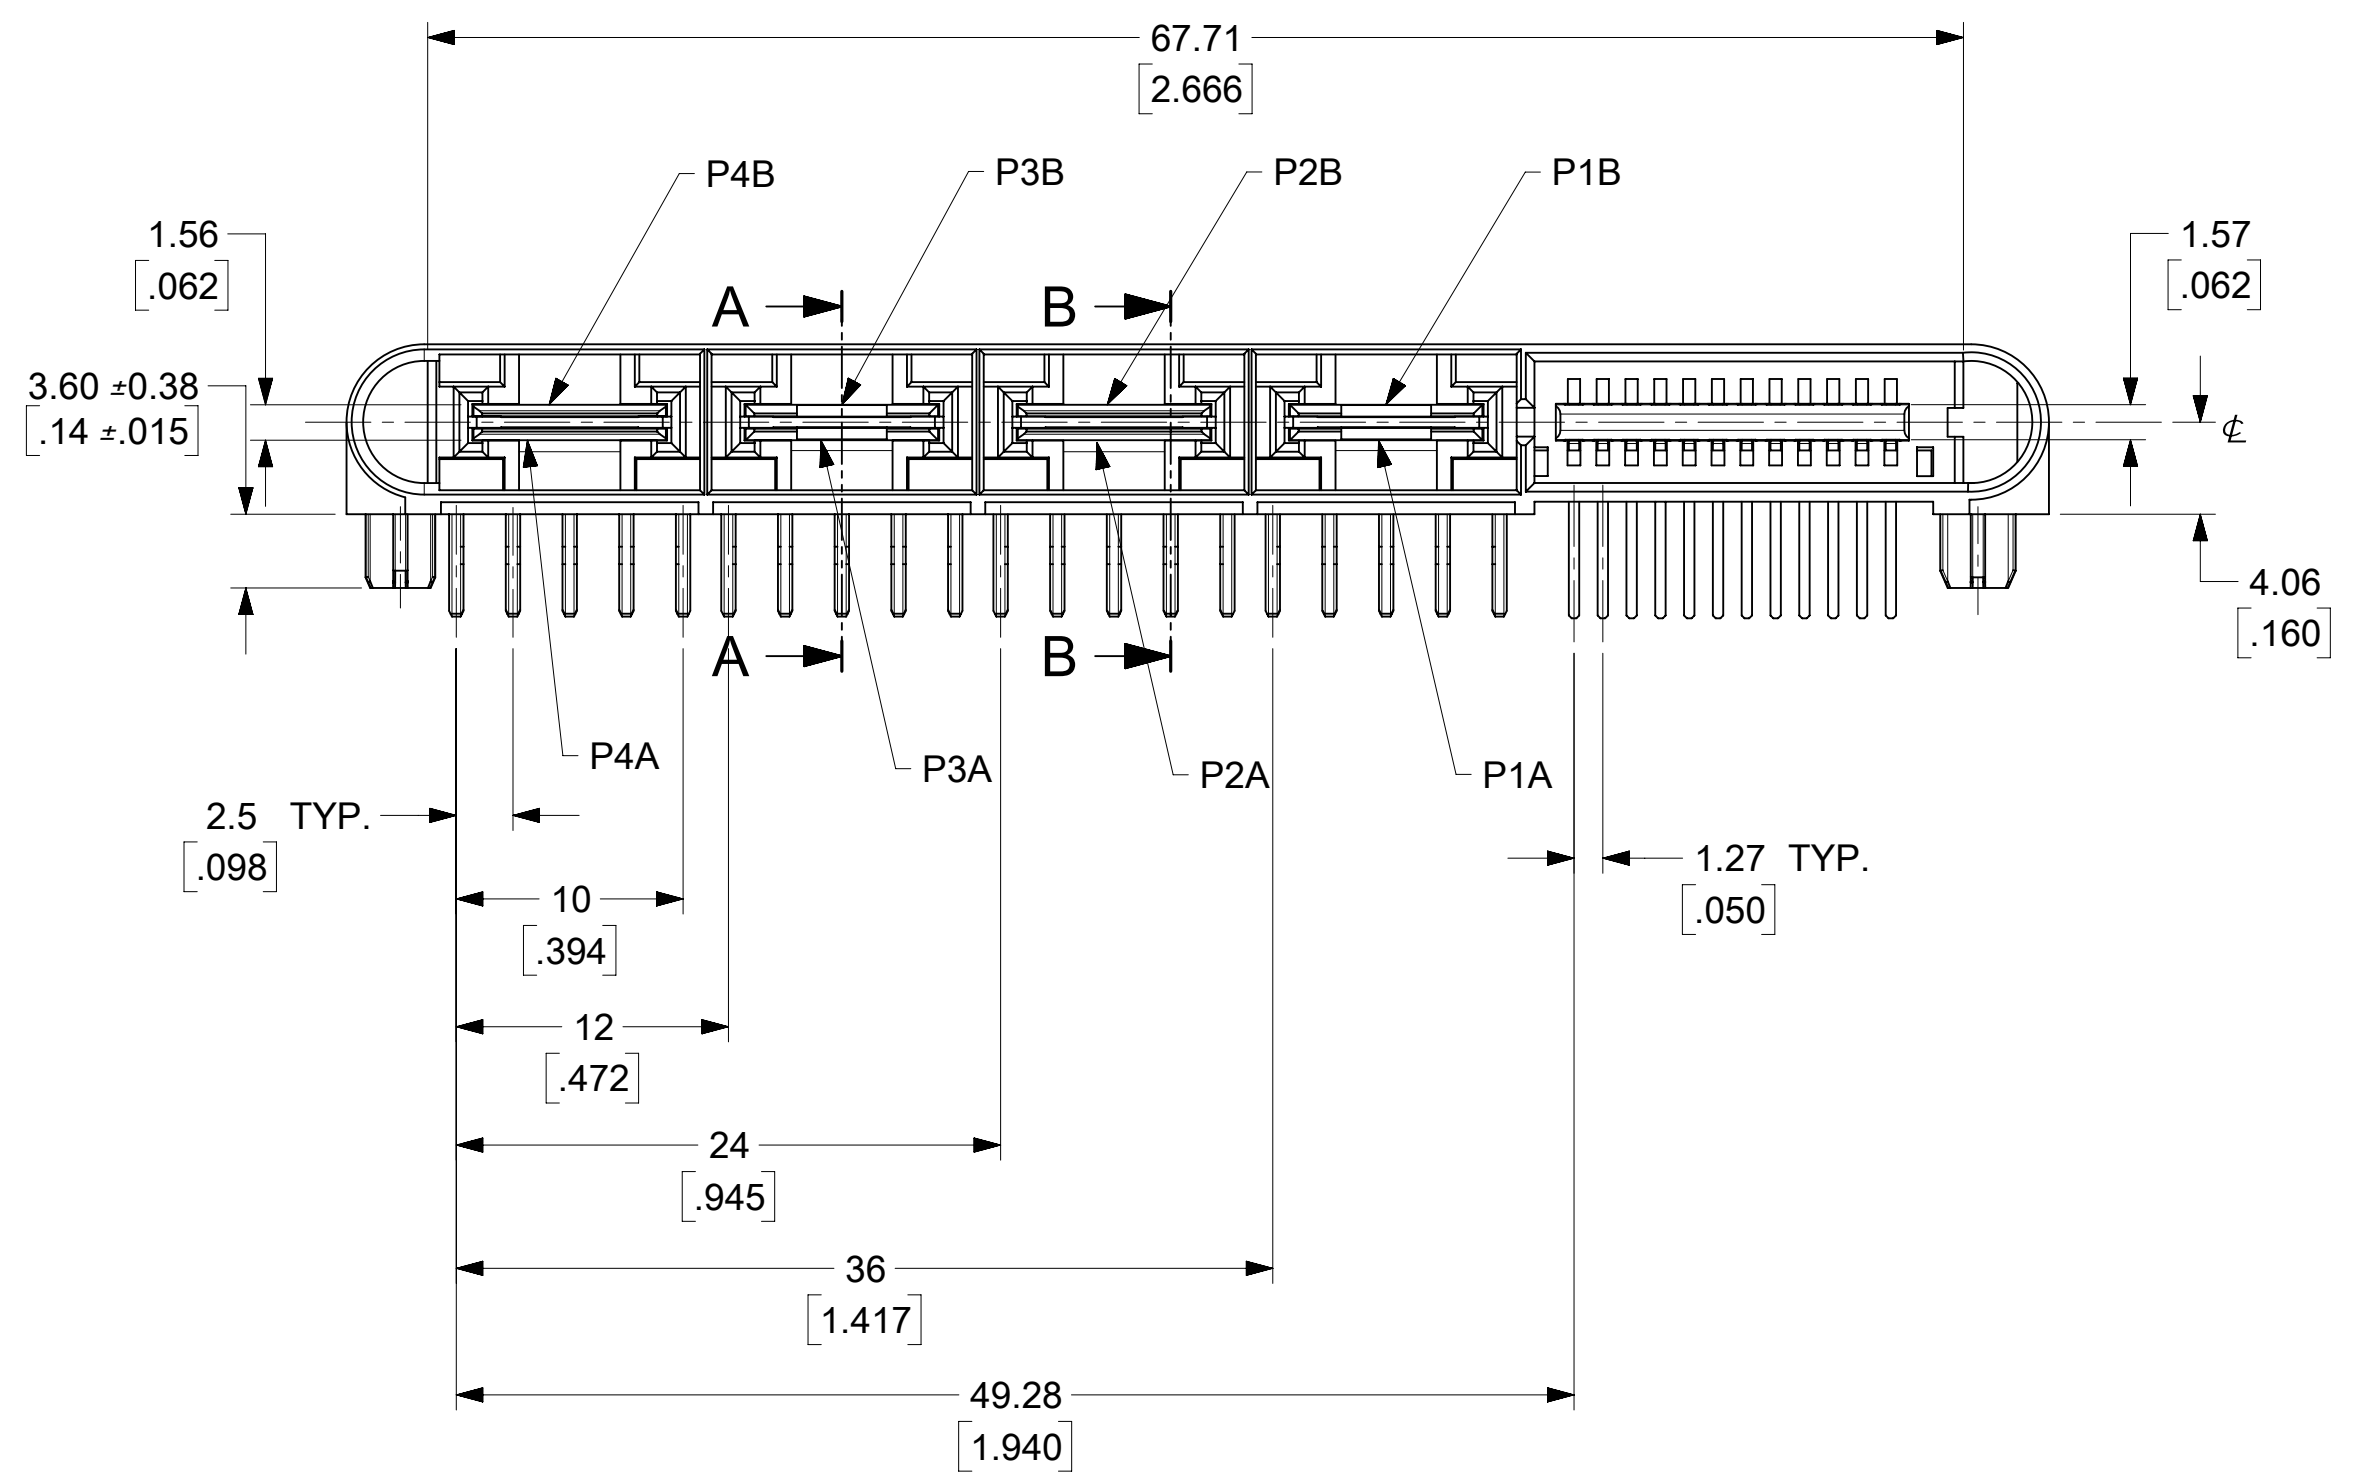 67.71
[2.666]
P4B
P3B
P2B
P1B
1.56
[.062]
1.57
[.062]
A
B
3.60 ±0.38
[.14 ±.015]
℄
4.06
[.160]
A
B
P4A
P3A
P2A
P1A
2.5 TYP.
[.098]
1.27 TYP.
[.050]
10
[.394]
12
[.472]
24
[.945]
36
[1.417]
49.28
[1.940]